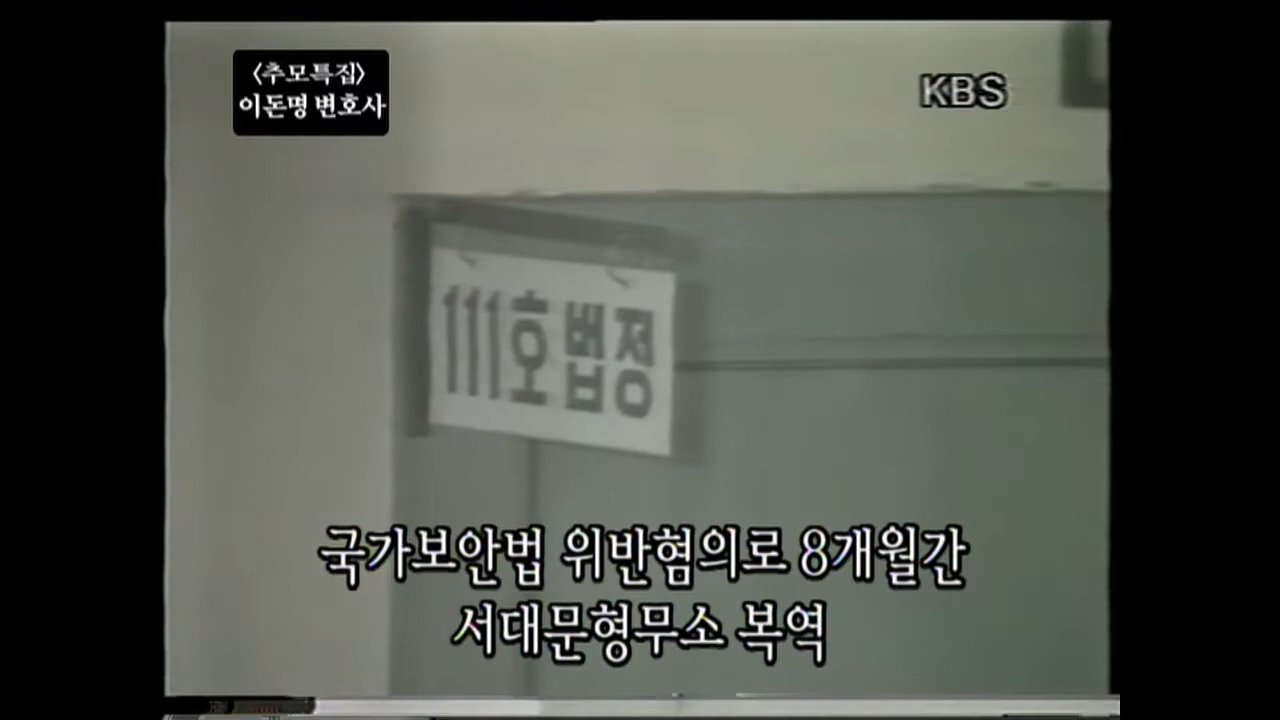 〈추모특집〉
이돈명 변호사
KBS
111호 법정
국가보안법 위반혐의로 8개월간
서대문형무소 복역